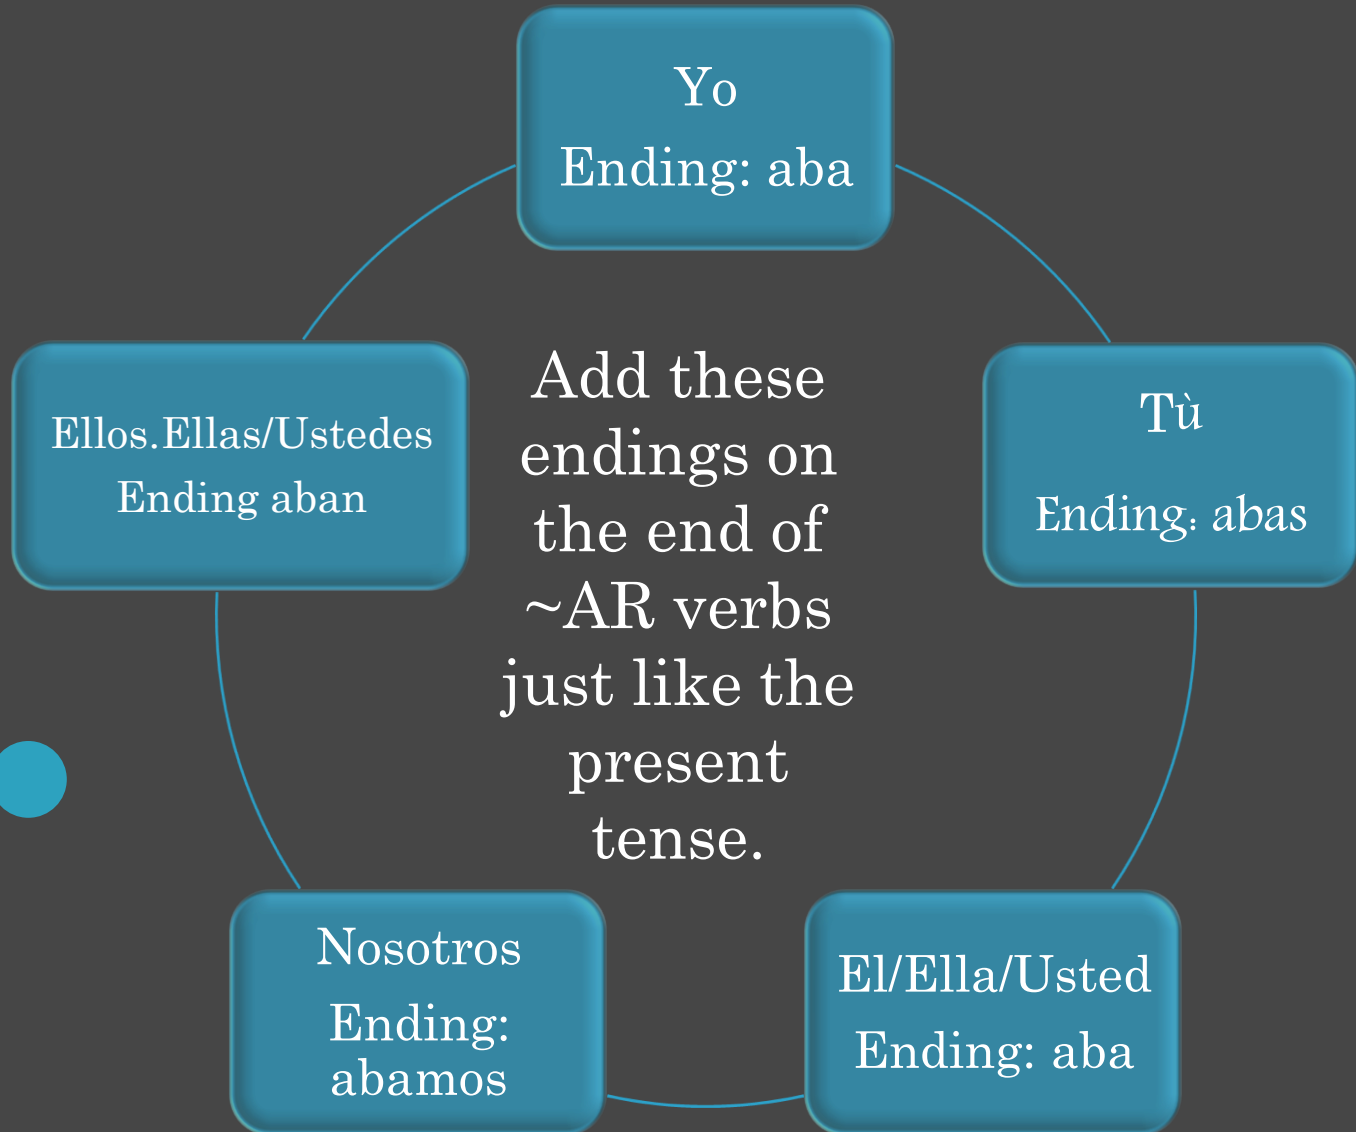 Yo
Ending: aba
Tù
Ending: abas
El/Ella/Usted
Ending: aba
Nosotros
Ending:
abamos
Ellos.Ellas/Ustedes
Ending aban
Add these
endings on
the end of
~AR verbs
just like the
present
tense.